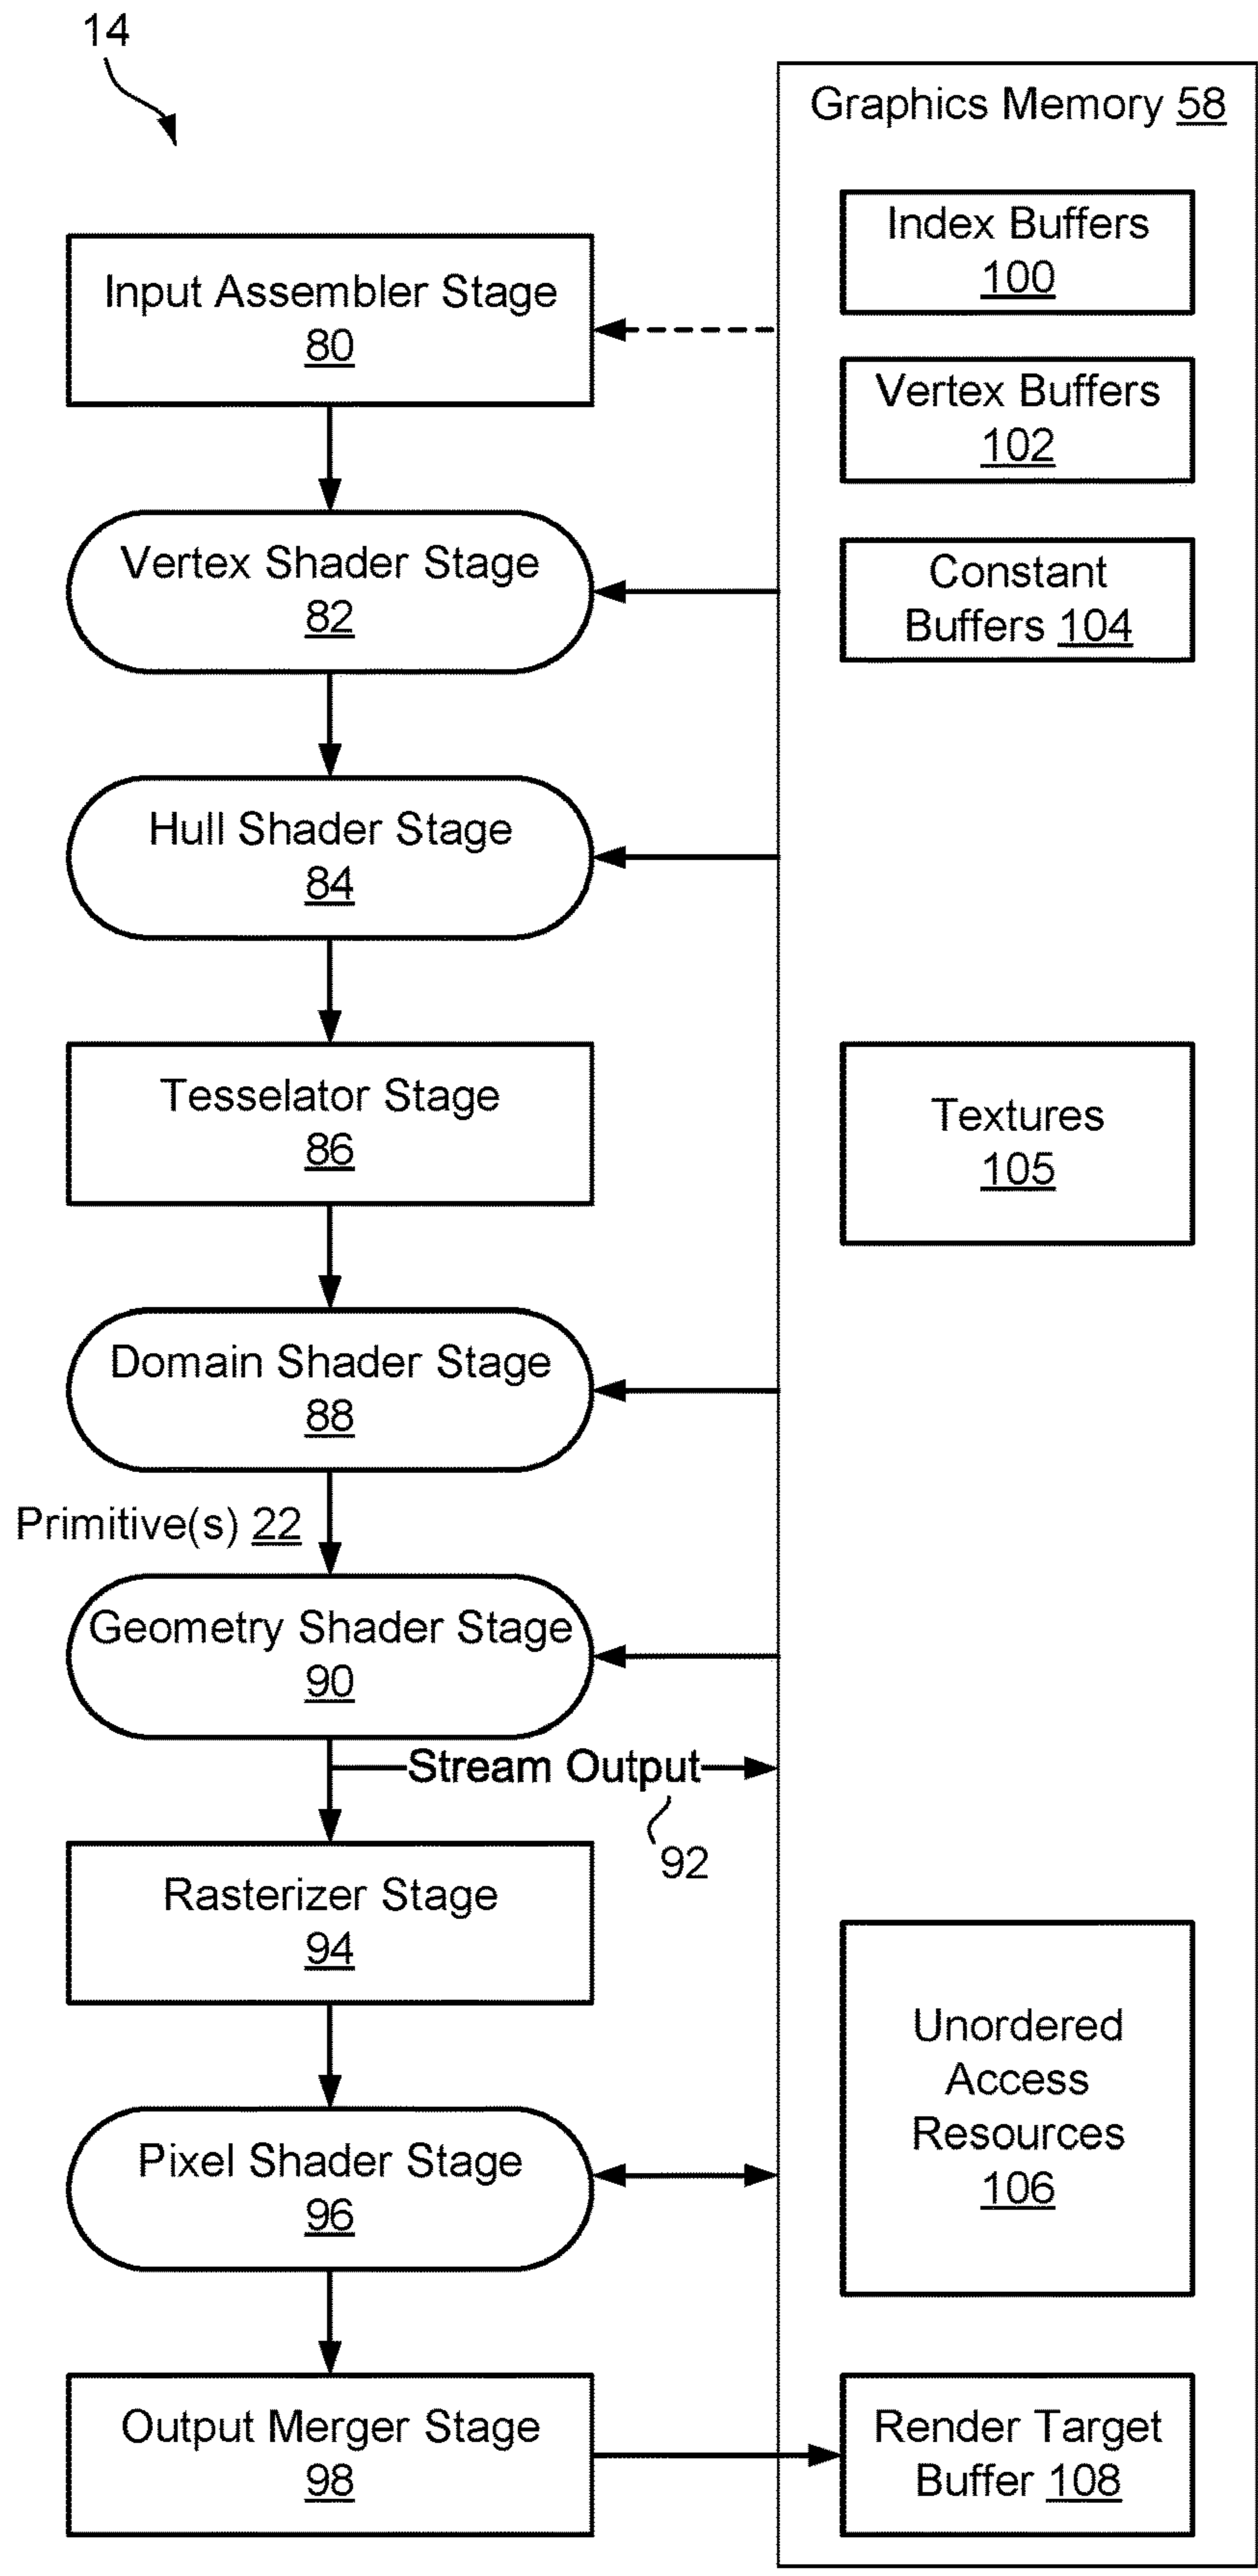 14
Graphics Memory 58
Index Buffers
100
Input Assembler Stage
80
Vertex Buffers
102
Vertex Shader Stage
82
Constant
Buffers 104
Hull Shader Stage
84
Tesselator Stage
86
Textures
105
Domain Shader Stage
88
Primitive(s) 22
Geometry Shader Stage
90
Stream Output
92
Rasterizer Stage
94
Unordered
Access
Resources
106
Pixel Shader Stage
96
Output Merger Stage
98
Render Target
Buffer 108